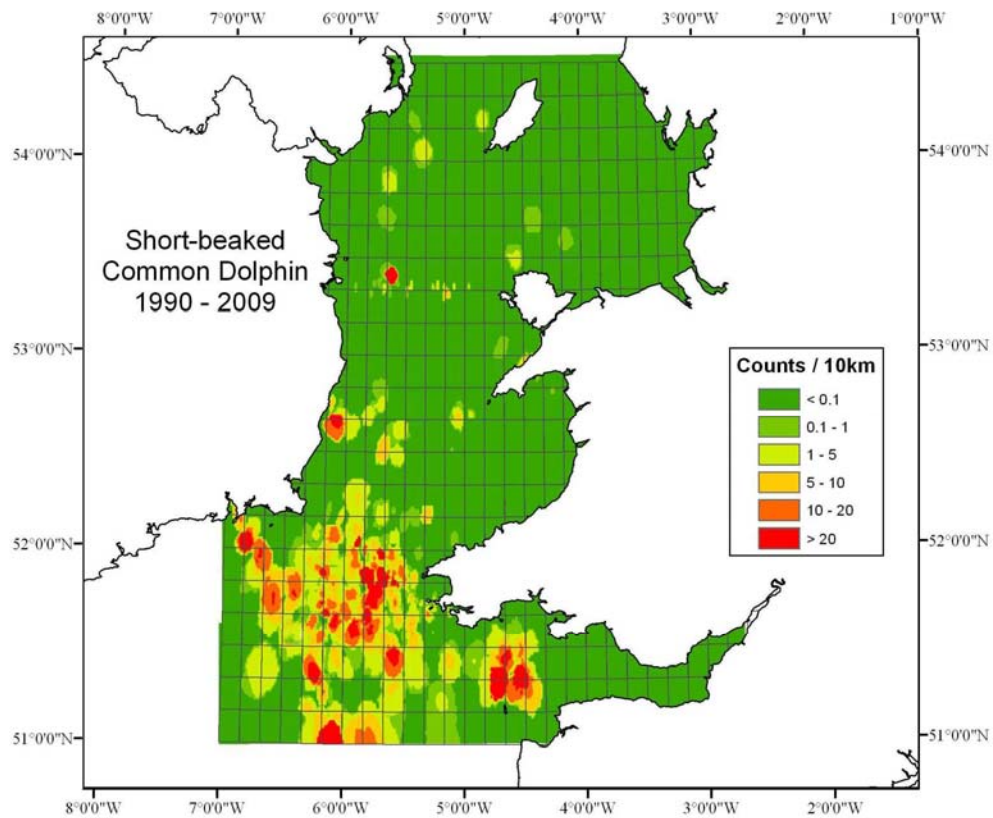 8°0'0"W 7°0'0"W 6°0'0"W 5°0'0"W 4°0'0"W 3°0'0"W 2°0'0"W 1°0'0"W
54°0'0"N 54°0'0"N
Short-beaked
Common Dolphin
1990 - 2009
53°0'0"N 53°0'0"N
Counts / 10km
< 0.1
0.1 - 1
1 - 5
5 - 10
10 - 20
> 20
52°0'0"N 52°0'0"N
51°0'0"N 51°0'0"N
8°0'0"W 7°0'0"W 6°0'0"W 5°0'0"W 4°0'0"W 3°0'0"W 2°0'0"W